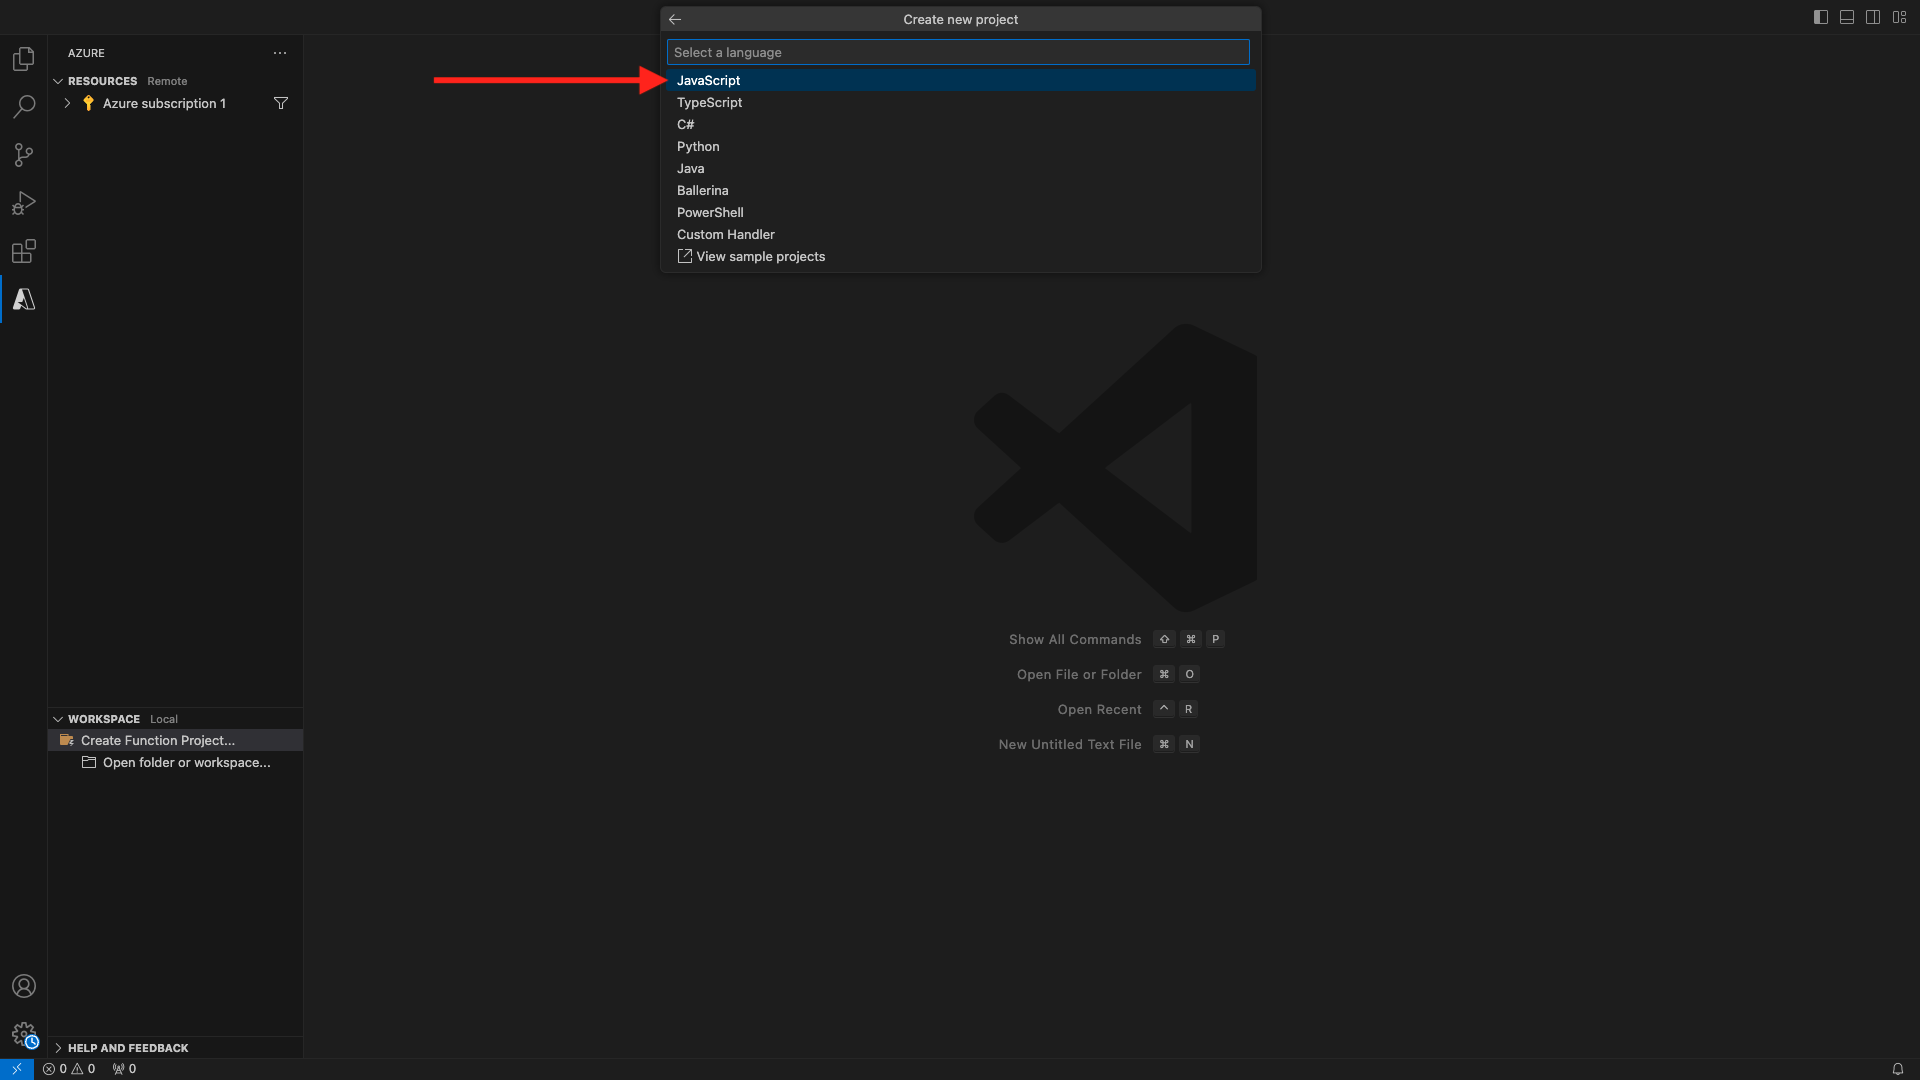 Create new project
Select a language
JavaScript
TypeScript
C#
Python
Java
Ballerina
PowerShell
Custom Handler
View sample projects
AZURE
RESOURCES Remote
Azure subscription 1
Show All Commands ⇧ ⌘ P
Open File or Folder ⌘ O
Open Recent ^ R
New Untitled Text File ⌘ N
WORKSPACE Local
Create Function Project...
Open folder or workspace...
HELP AND FEEDBACK
0 0 0